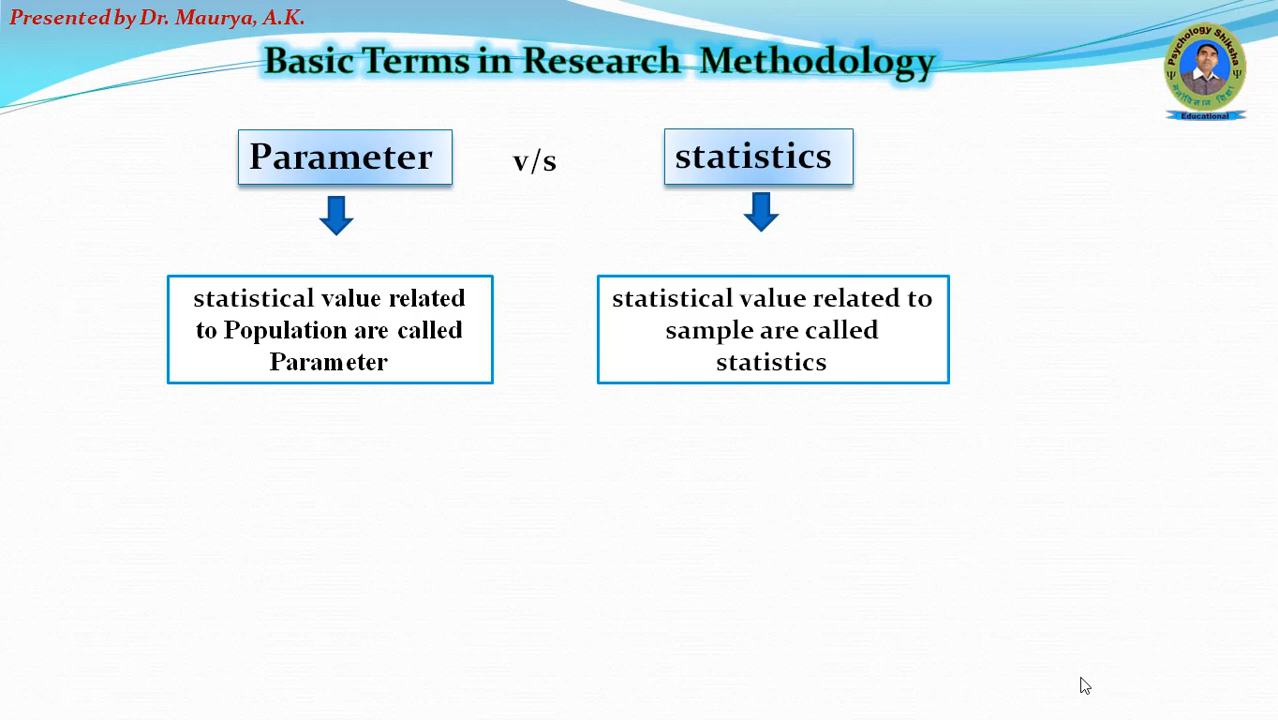 Presented by Dr. Maurya, A.K.
Basic Terms in Research Methodology
Psychology Shiksha
Ψ Ψ
मनोविज्ञान शिक्षा
Educational
Parameter v/s statistics
statistical value related
to Population are called
Parameter
statistical value related to
sample are called
statistics